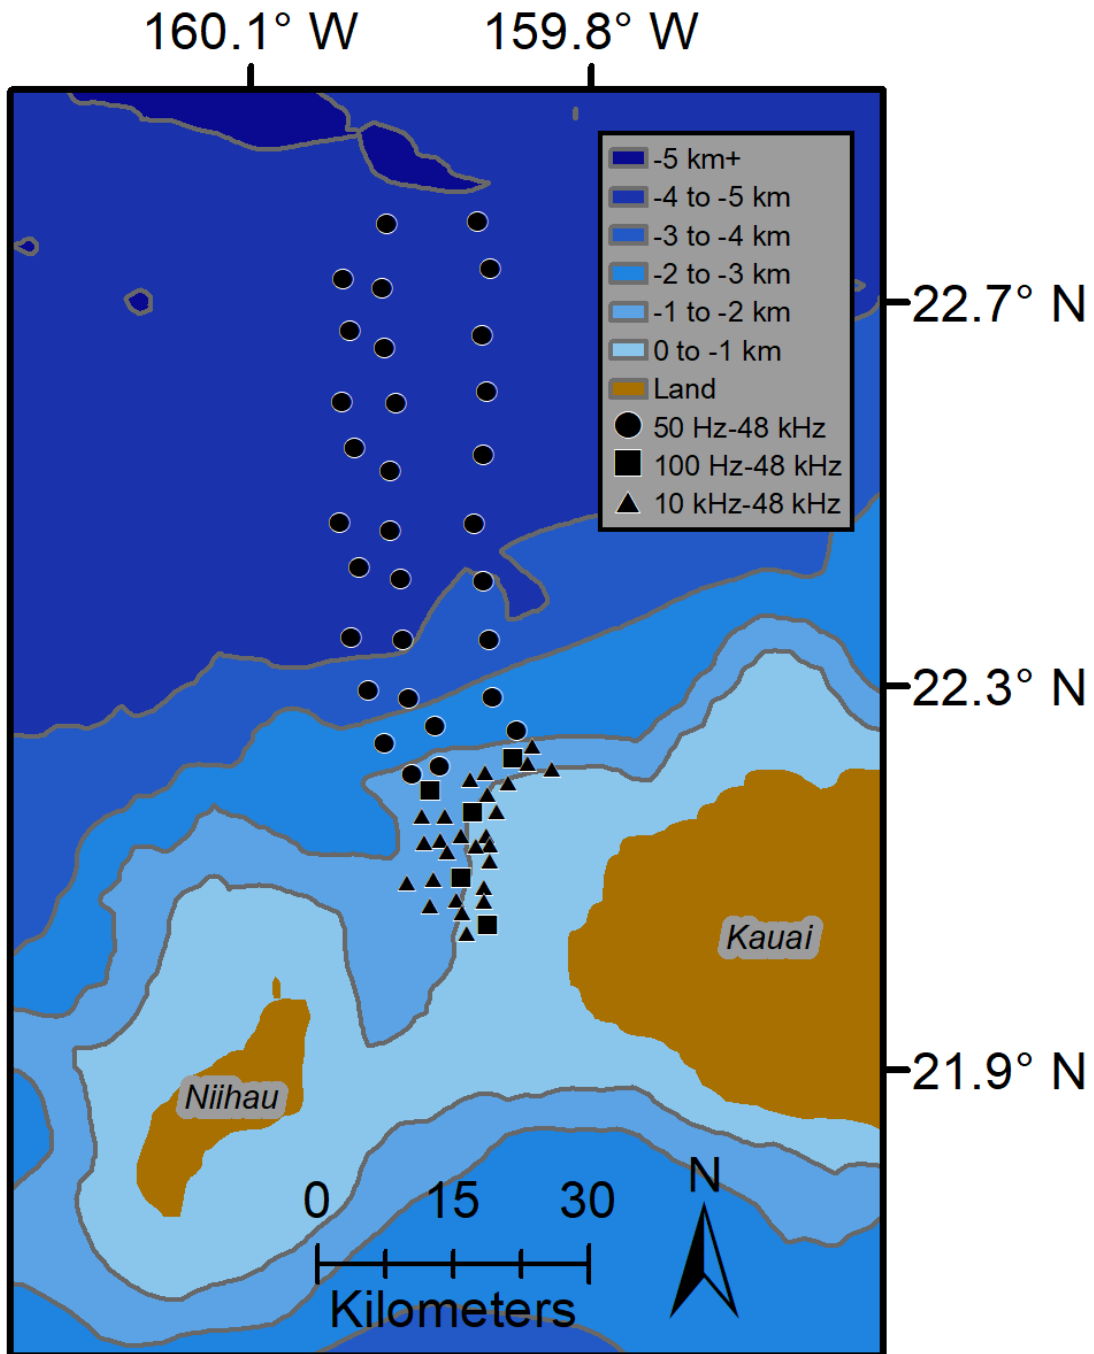 160.1° W
159.8° W
-5 km+
-4 to -5 km
-3 to -4 km
-2 to -3 km
-1 to -2 km
0 to -1 km
Land
50 Hz-48 kHz
100 Hz-48 kHz
10 kHz-48 kHz
22.7° N
22.3° N
Kauai
21.9° N
Niihau
0 15 30
Kilometers
N